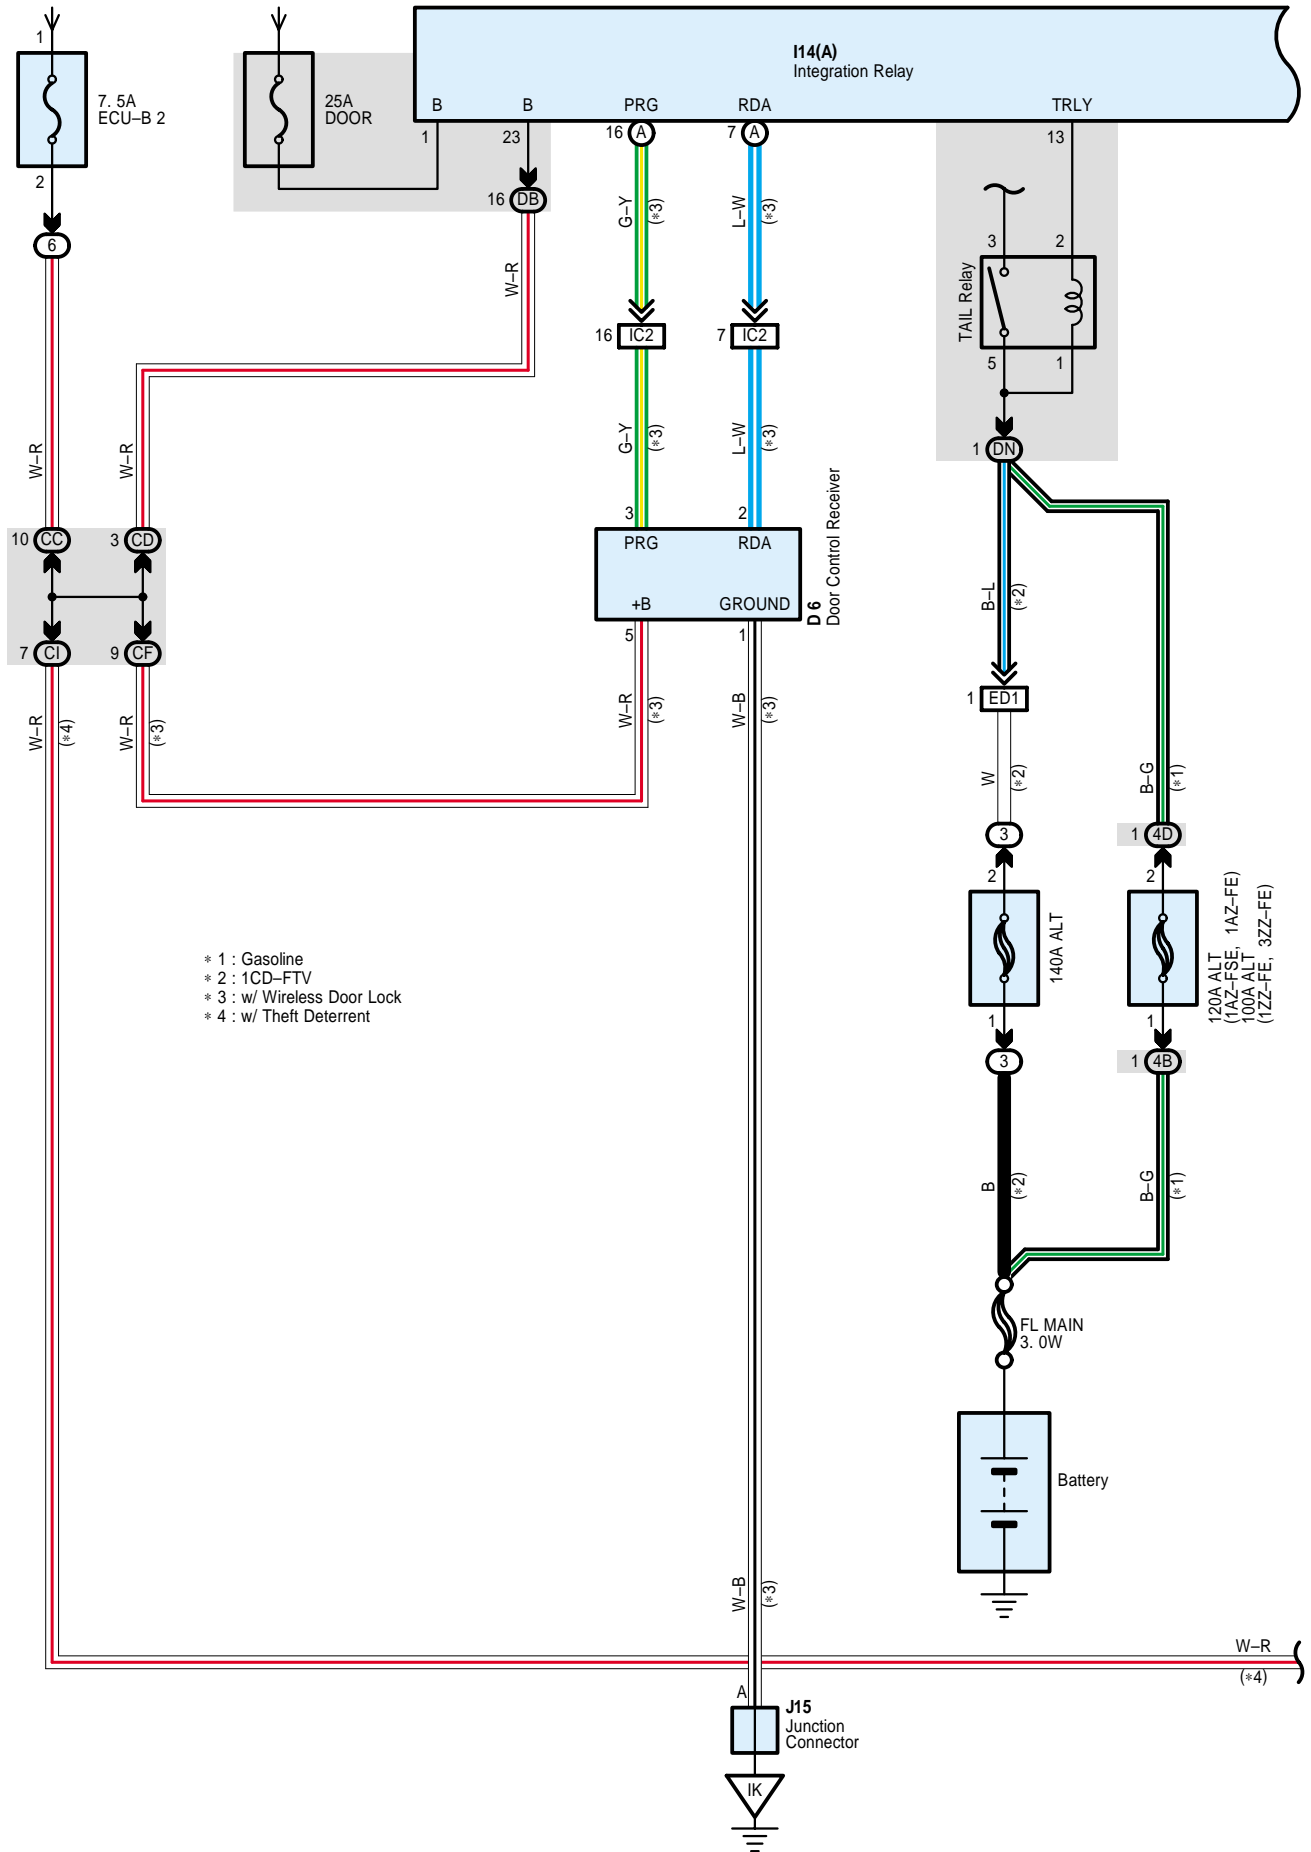 I14(A)
Integration Relay
1
7. 5A
ECU–B 2
2
6
25A
DOOR
B
B
PRG
RDA
TRLY
1
23
16
A
7
A
13
16
DB
G–Y
(∗3)
L–W
(∗3)
W–R
3
2
TAIL Relay
5
1
16
IC2
7
IC2
1
DN
W–R
W–R
G–Y
(∗3)
L–W
(∗3)
3
2
PRG
RDA
+B
GROUND
D 6
Door Control Receiver
5
1
10
CC
3
CD
7
CI
9
CF
W–R
(∗4)
W–R
(∗3)
W–R
(∗3)
W–B
(∗3)
B–L
(∗2)
1
ED1
W
(∗2)
B–G
(∗1)
3
1
4D
2
2
140A ALT
120A ALT
(1AZ–FSE, 1AZ–FE)
100A ALT
(1ZZ–FE, 3ZZ–FE)
1
1
3
1
4B
∗ 1 : Gasoline
∗ 2 : 1CD–FTV
∗ 3 : w/ Wireless Door Lock
∗ 4 : w/ Theft Deterrent
B
(∗2)
B–G
(∗1)
FL MAIN
3. 0W
Battery
W–B
(∗3)
W–R
(∗4)
A
J15
Junction
Connector
IK